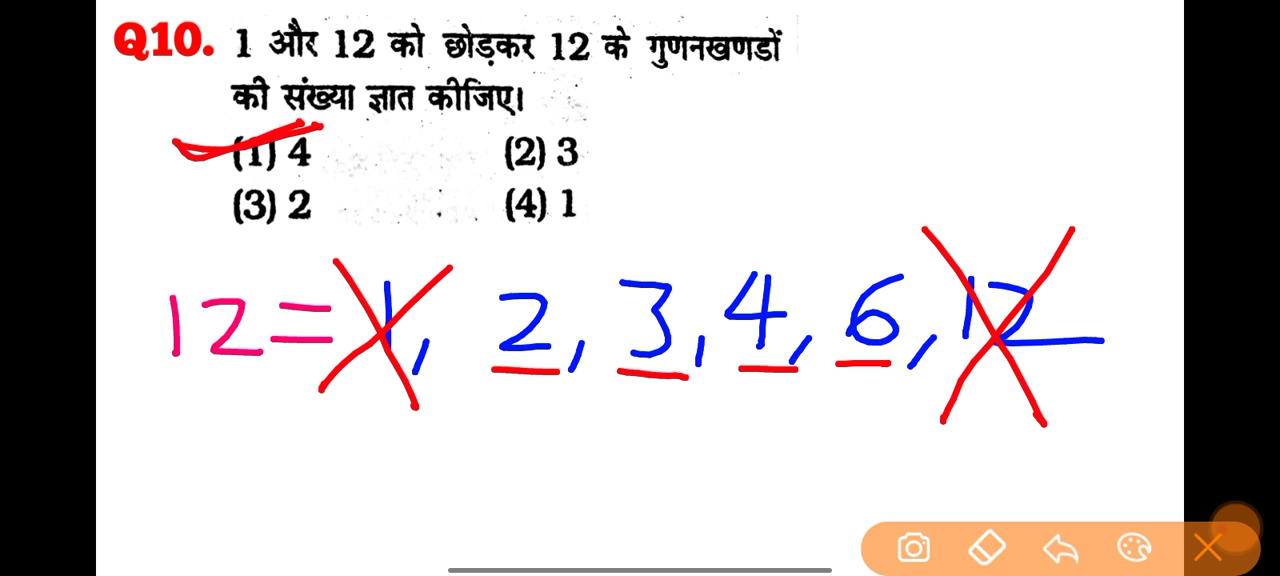 Q10. 1 और 12 को छोड़कर 12 के गुणनखणडों
की संख्या ज्ञात कीजिए।
(1) 4 (2) 3
(3) 2 (4) 1
12 = 1, 2, 3, 4, 6, 12